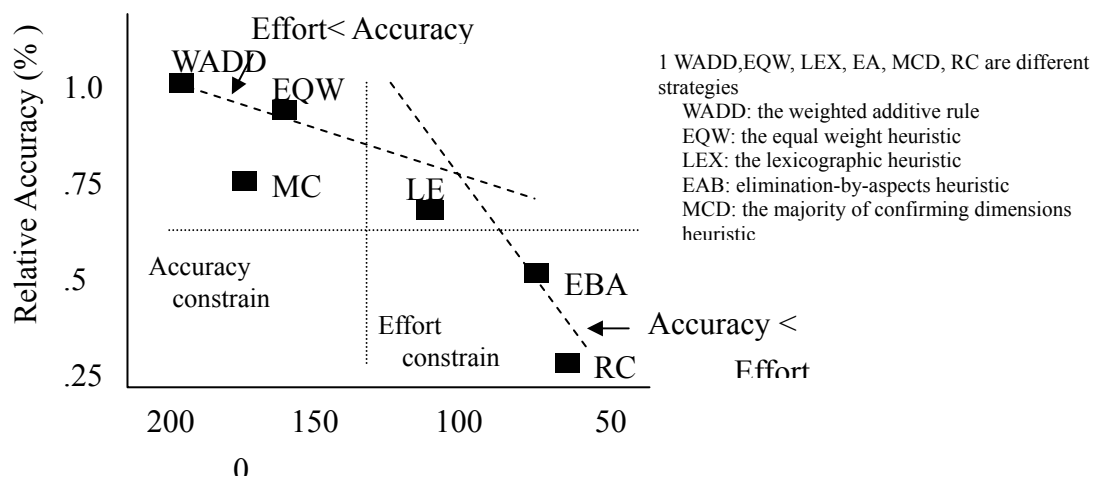 Effort< Accuracy
WADD
EQW
MC
LE
EBA
RC
Accuracy
constrain
Effort
constrain
Accuracy <
Effort
Relative Accuracy (%)
1.0
.75
.5
.25
200 150 100 50
0
1 WADD,EQW, LEX, EA, MCD, RC are different
strategies
WADD: the weighted additive rule
EQW: the equal weight heuristic
LEX: the lexicographic heuristic
EAB: elimination-by-aspects heuristic
MCD: the majority of confirming dimensions
heuristic